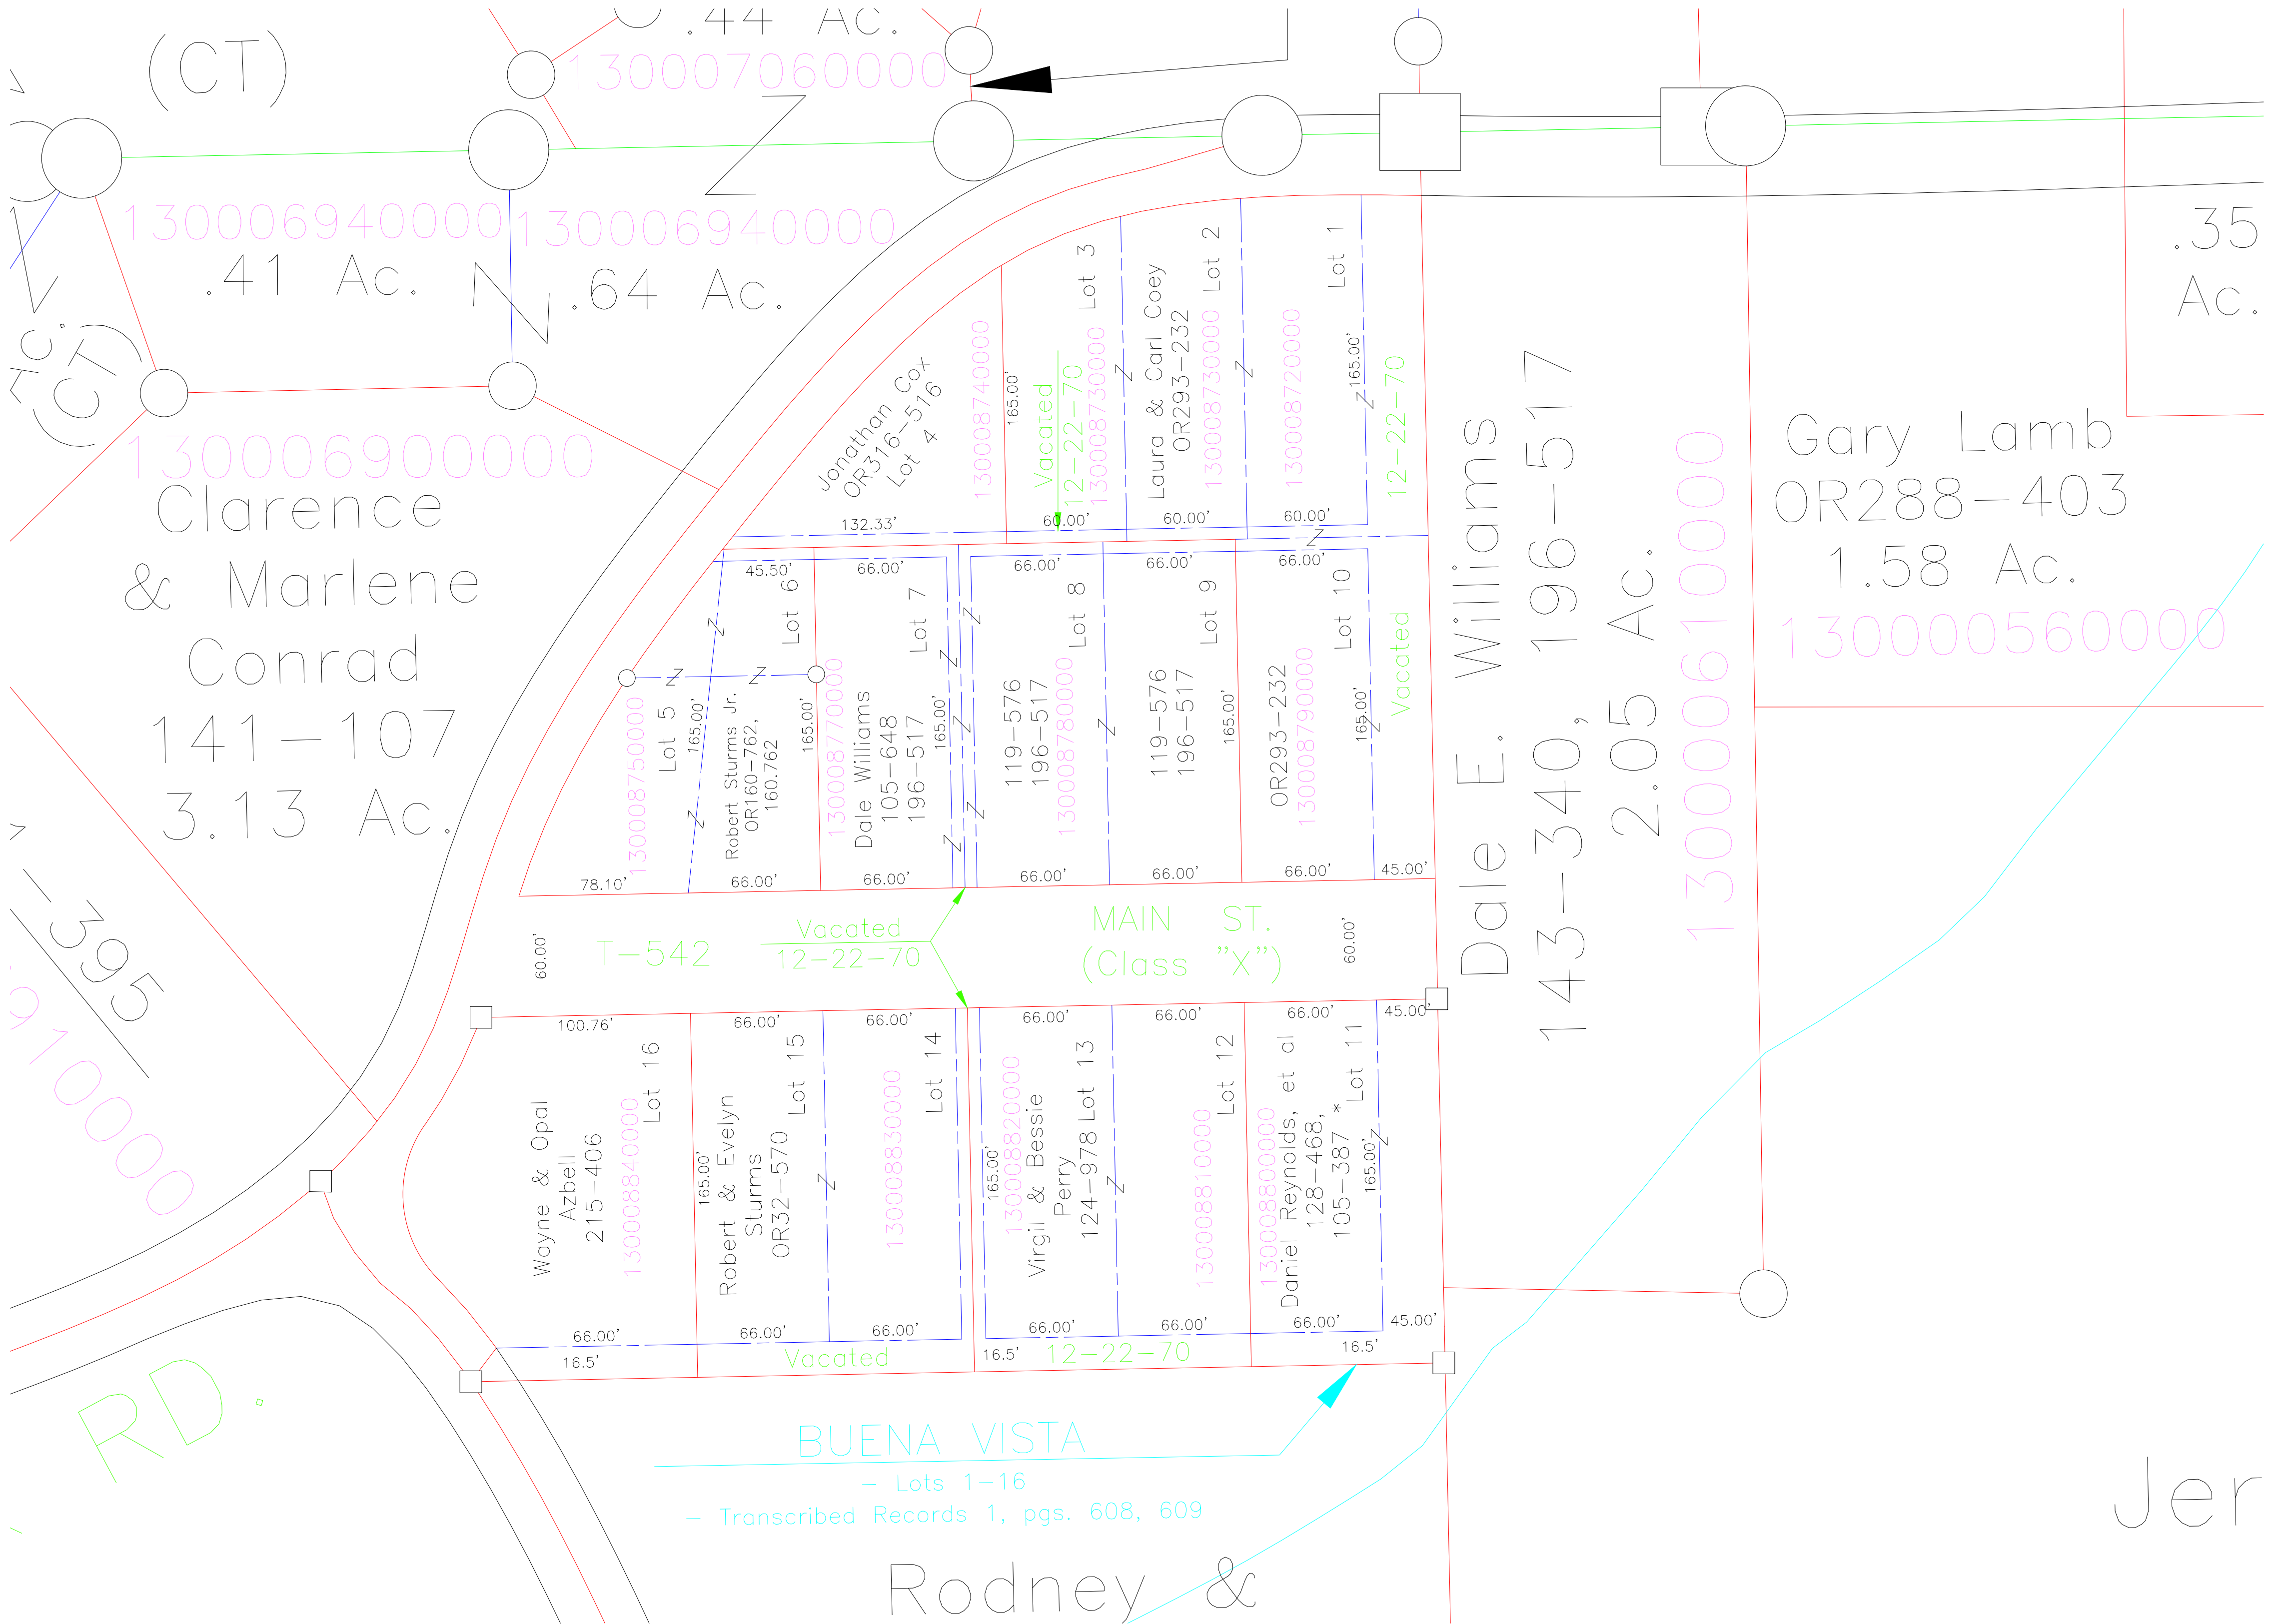 (CT)
.44 Ac.
130007060000
130006940000
.41 Ac.
130006940000
.64 Ac.
Ac.
(CT)
130006900000
Clarence
& Marlene
Conrad
141-107
3.13 Ac.
-395
910000
RD.
Jonathan Cox
OR316-516
Lot 4
130008740000
165.00'
132.33'
Vacated
12-22-70
130008730000
Lot 3
60.00'
Laura & Carl Coey
OR293-232
130008730000
Lot 2
60.00'
130008720000
Lot 1
165.00'
60.00'
12-22-70
45.50'
66.00'
66.00'
66.00'
66.00'
130008750000
Lot 5
165.00'
78.10'
Robert Sturms Jr.
OR160-762,
160.762
Lot 6
165.00'
66.00'
130008770000
Dale Williams
105-648
196-517
Lot 7
165.00'
66.00'
119-576
196-517
130008780000
Lot 8
66.00'
119-576
196-517
Lot 9
165.00'
66.00'
OR293-232
130008790000
Lot 10
165.00'
66.00'
Vacated
45.00'
60.00'
T-542
Vacated
12-22-70
MAIN ST.
(Class "X")
60.00'
100.76'
66.00'
66.00'
66.00'
66.00'
66.00'
45.00'
Wayne & Opal
Azbell
215-406
130008840000
Lot 16
165.00'
Robert & Evelyn
Sturms
OR32-570
Lot 15
130008830000
Lot 14
165.00'
130008820000
Virgil & Bessie
Perry
124-978
Lot 13
130008810000
Lot 12
130008800000
Daniel Reynolds, et al
128-468,
105-387 *
Lot 11
165.00'
66.00'
66.00'
66.00'
66.00'
66.00'
66.00'
45.00'
16.5'
Vacated
16.5'
12-22-70
16.5'
Dale E. Williams
143-340, 196-517
2.05 Ac.
130000610000
Gary Lamb
OR288-403
1.58 Ac.
130000560000
.35
Ac.
BUENA VISTA
- Lots 1-16
- Transcribed Records 1, pgs. 608, 609
Rodney &
Jer